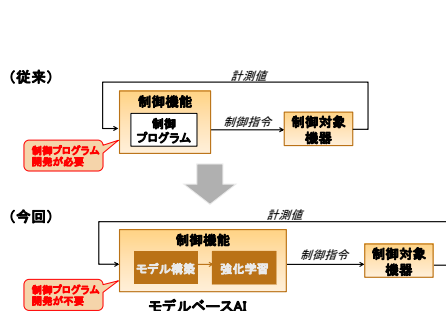 （従来）
計測値
制御機能
制御
プログラム
制御指令
制御対象
機器
制御プログラム
開発が必要
（今回）
計測値
制御機能
モデル構築
強化学習
制御指令
制御対象
機器
制御プログラム
開発が不要
モデルベースAI